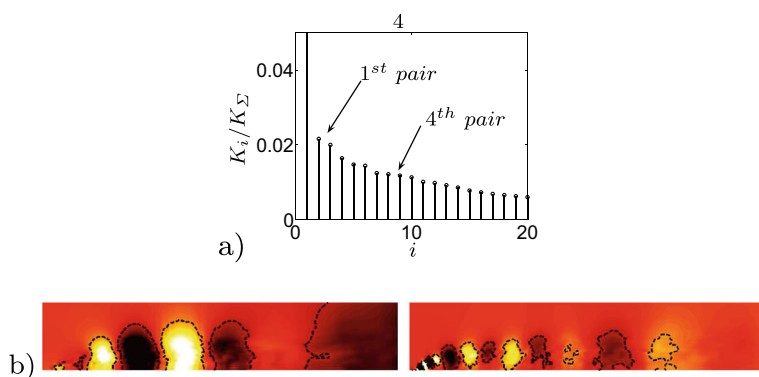 4
0.04
1st pair
4th pair
Ki/KΣ
0.02
0
0 10 20
i
a)
b)